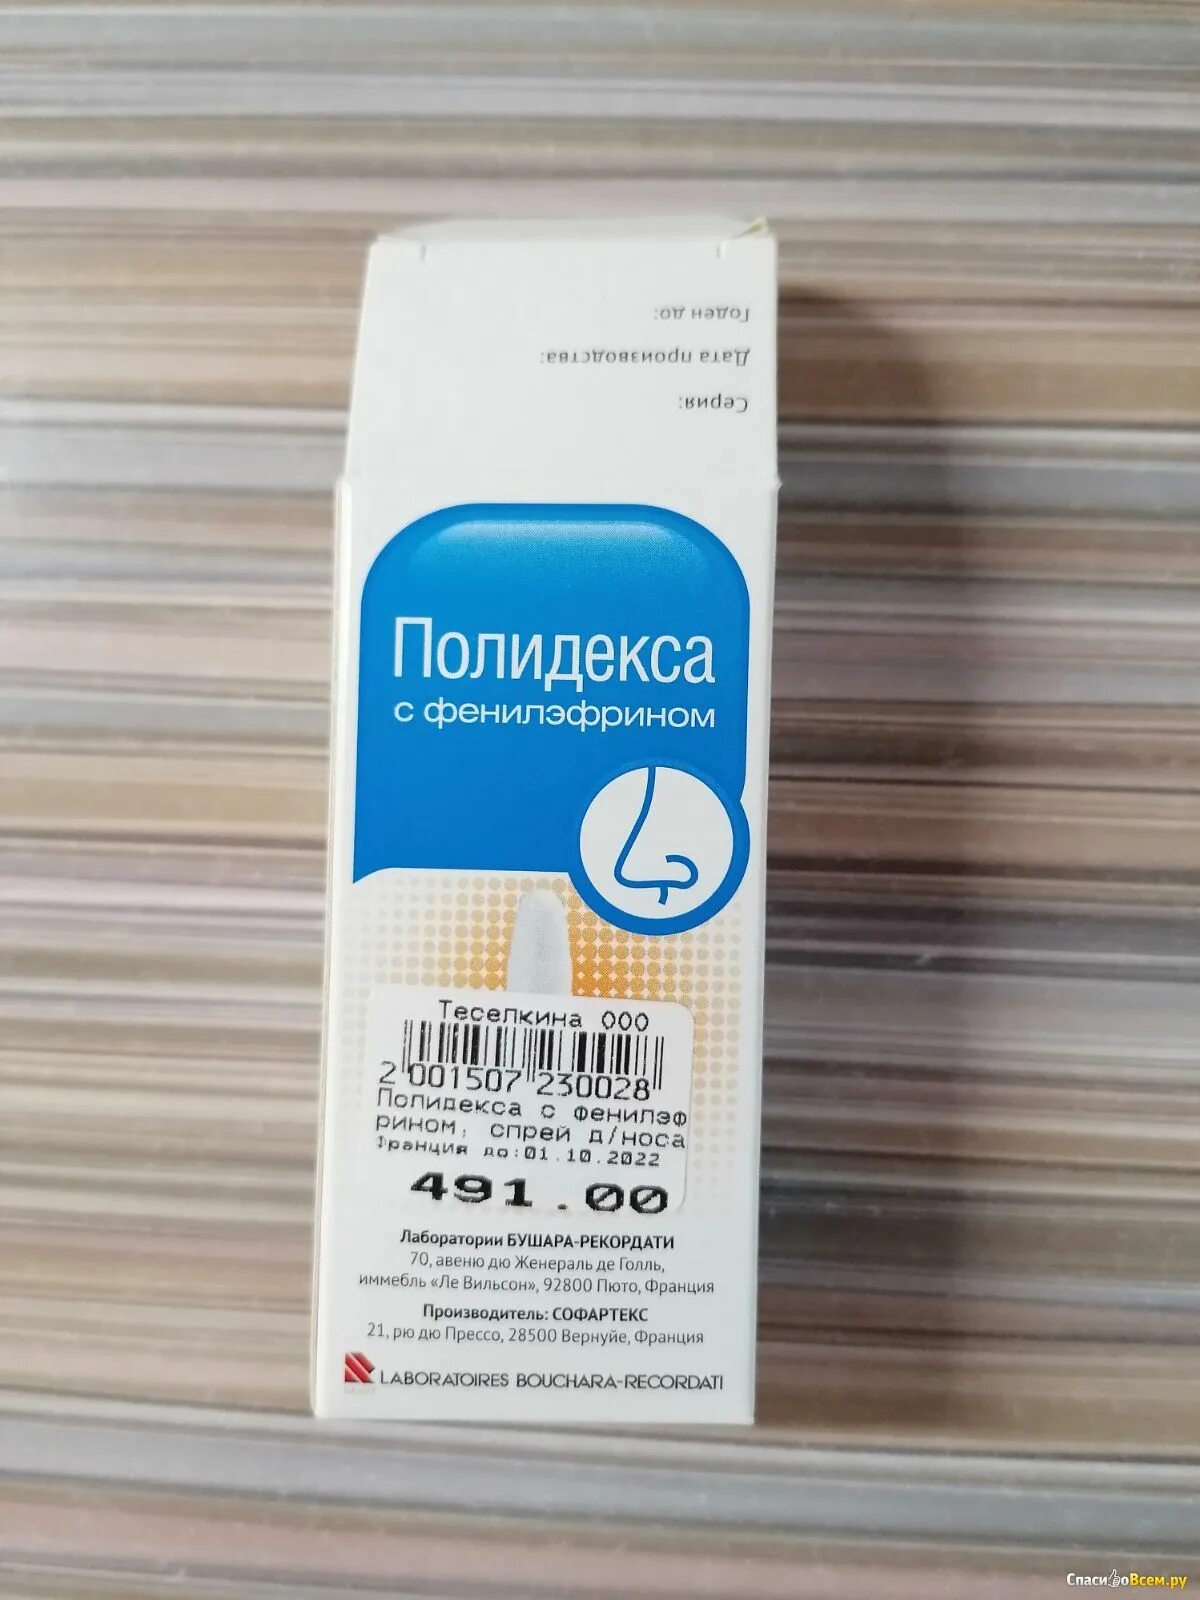 Годен до:
Дата производства:
Серия:
Полидекса
с фенилэфрином
Теселкина ООО
2 001507 230028
Полидекса с фенилэф
рином, спрей д/носа
Франция до:01.10.2022
491.00
Лаборатории БУШАРА-РЕКОРДАТИ
70, авеню дю Женераль де Голль,
иммебль «Ле Вильсон», 92800 Пюто, Франция
Производитель: СОФАРТЕКС
21, рю дю Прессо, 28500 Вернуйе, Франция
LABORATOIRES BOUCHARA-RECORDATI
СпасибоВсем.ру